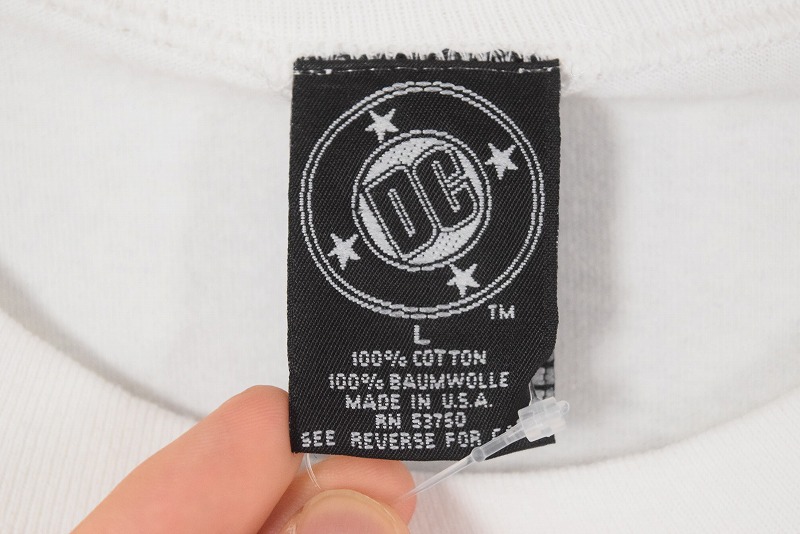 DC
TM
L
100% COTTON
100% BAUMWOLLE
MADE IN U.S.A.
RN 53750
SEE REVERSE FOR